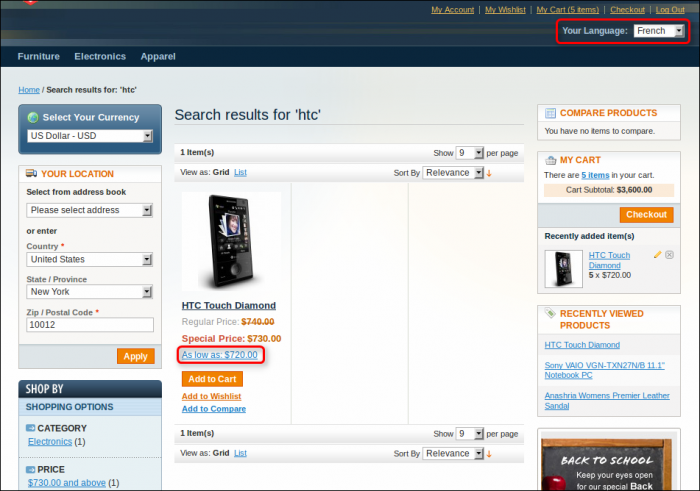 My Account | My Wishlist | My Cart (5 items) | Checkout | Log Out
Your Language: French
Furniture Electronics Apparel
Home / Search results for: 'htc'
Select Your Currency
US Dollar - USD
YOUR LOCATION
Select from address book
Please select address
or enter
Country *
United States
State / Province
New York
Zip / Postal Code *
10012
Apply
SHOP BY
SHOPPING OPTIONS
CATEGORY
Electronics (1)
PRICE
$730.00 and above (1)
Search results for 'htc'
1 Item(s) Show 9 per page
View as: Grid List Sort By Relevance
HTC Touch Diamond
Regular Price: $740.00
Special Price: $730.00
As low as: $720.00
Add to Cart
Add to Wishlist
Add to Compare
1 Item(s) Show 9 per page
View as: Grid List Sort By Relevance
COMPARE PRODUCTS
You have no items to compare.
MY CART
There are 5 items in your cart.
Cart Subtotal: $3,600.00
Checkout
Recently added item(s)
HTC Touch
Diamond
5 x $720.00
RECENTLY VIEWED
PRODUCTS
HTC Touch Diamond
Sony VAIO VGN-TXN27N/B 11.1"
Notebook PC
Anashria Womens Premier Leather
Sandal
BACK TO SCHOOL
Keep your eyes open
for our special Back